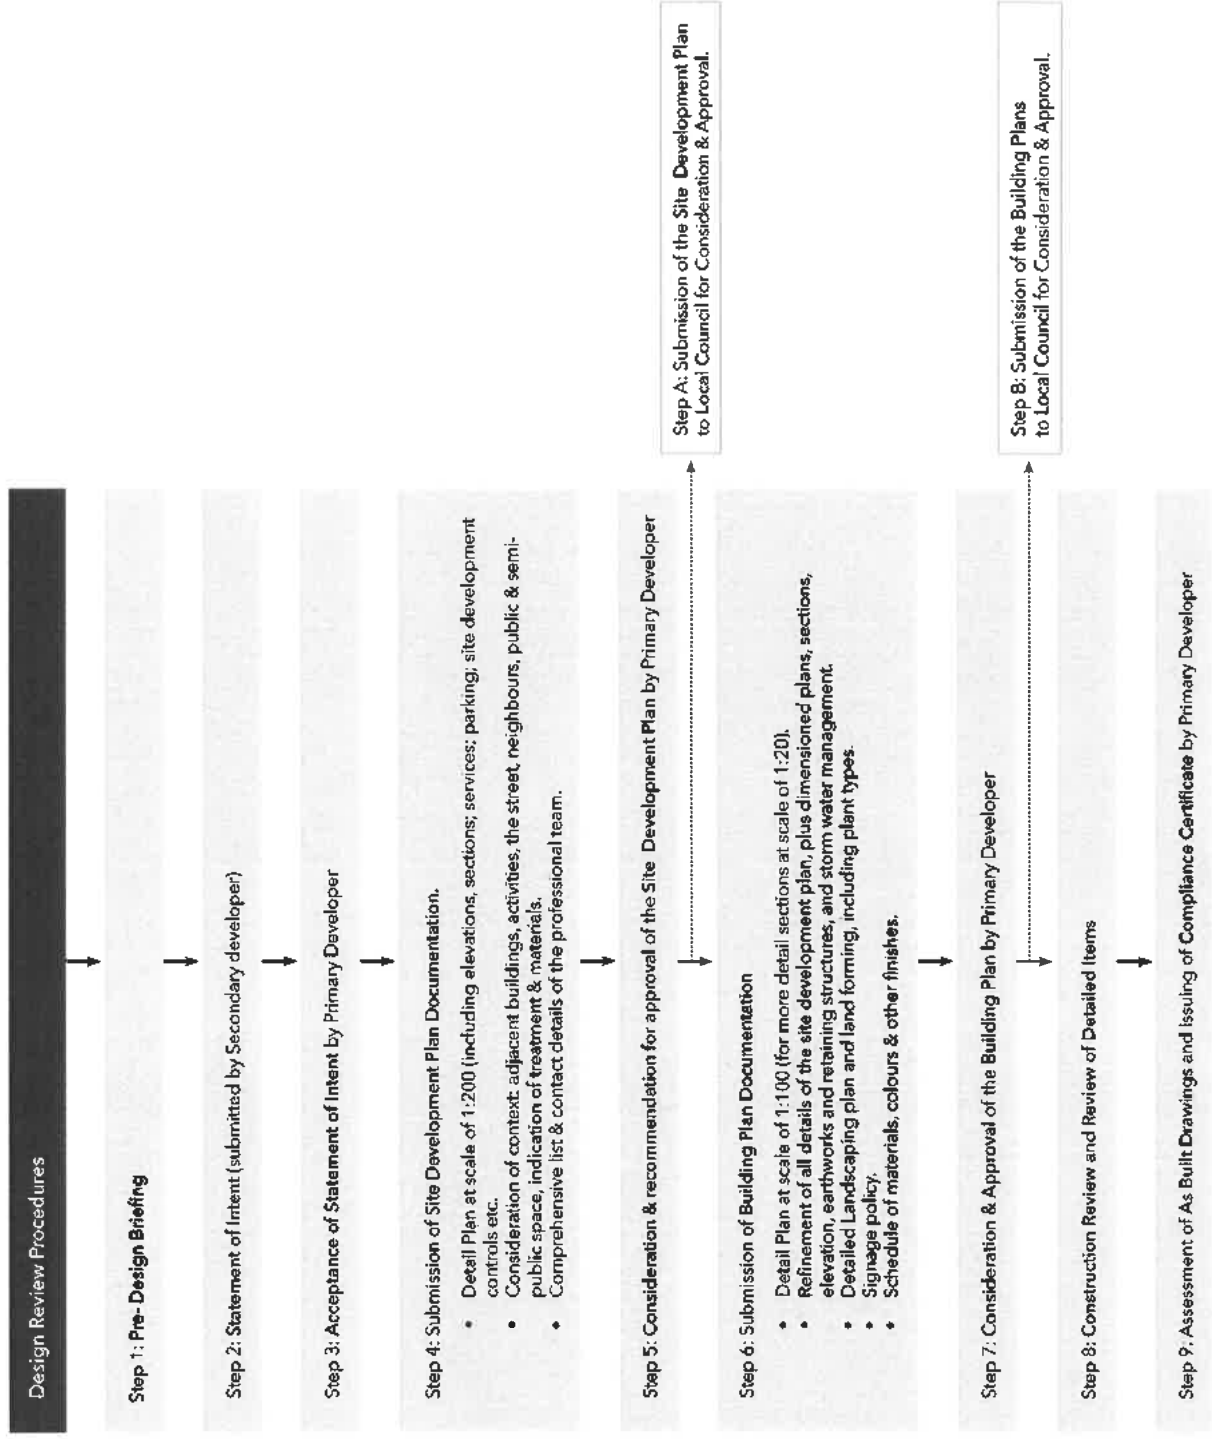 Design Review Procedures
Step 1: Pre- Design Briefing
Step 2: Statement of Intent (submitted by Secondary developer)
Step 3: Acceptance of Statement of Intent by Primary Developer
Step 4: Submission of Site Development Plan Documentation.
• Detail Plan at scale of 1:200 (including elevations, sections; services; parking; site development
controls etc.
• Consideration of context: adjacent buildings, activities, the street, neighbours, public & semi-
public space, indication of treatment & materials.
• Comprehensive list & contact details of the professional team.
Step 5: Consideration & recommendation for approval of the Site Development Plan by Primary Developer
Step A: Submission of the Site Development Plan
to Local Council for Consideration & Approval.
Step 6: Submission of Building Plan Documentation
• Detail Plan at scale of 1:100 (for more detail sections at scale of 1:20).
• Refinement of all details of the site development plan, plus dimensioned plans, sections,
elevation, earthworks and retaining structures, and storm water management.
• Detailed Landscaping plan and land forming, including plant types.
• Signage policy.
• Schedule of materials, colours & other finishes.
Step 7: Consideration & Approval of the Building Plan by Primary Developer
Step B: Submission of the Building Plans
to Local Council for Consideration & Approval.
Step 8: Construction Review and Review of Detailed Items
Step 9: Assessment of As Built Drawings and Issuing of Compliance Certificate by Primary Developer